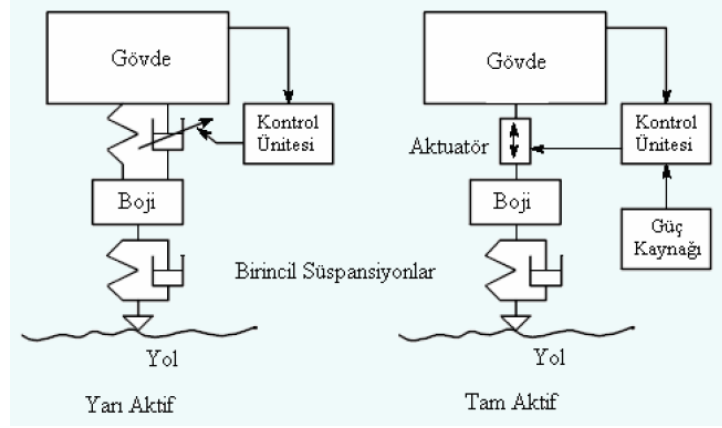 Gövde
Kontrol
Ünitesi
Boji
Yol
Yarı Aktif
Birincil Süspansiyonlar
Gövde
Aktuatör
Kontrol
Ünitesi
Boji
Güç
Kaynağı
Yol
Tam Aktif